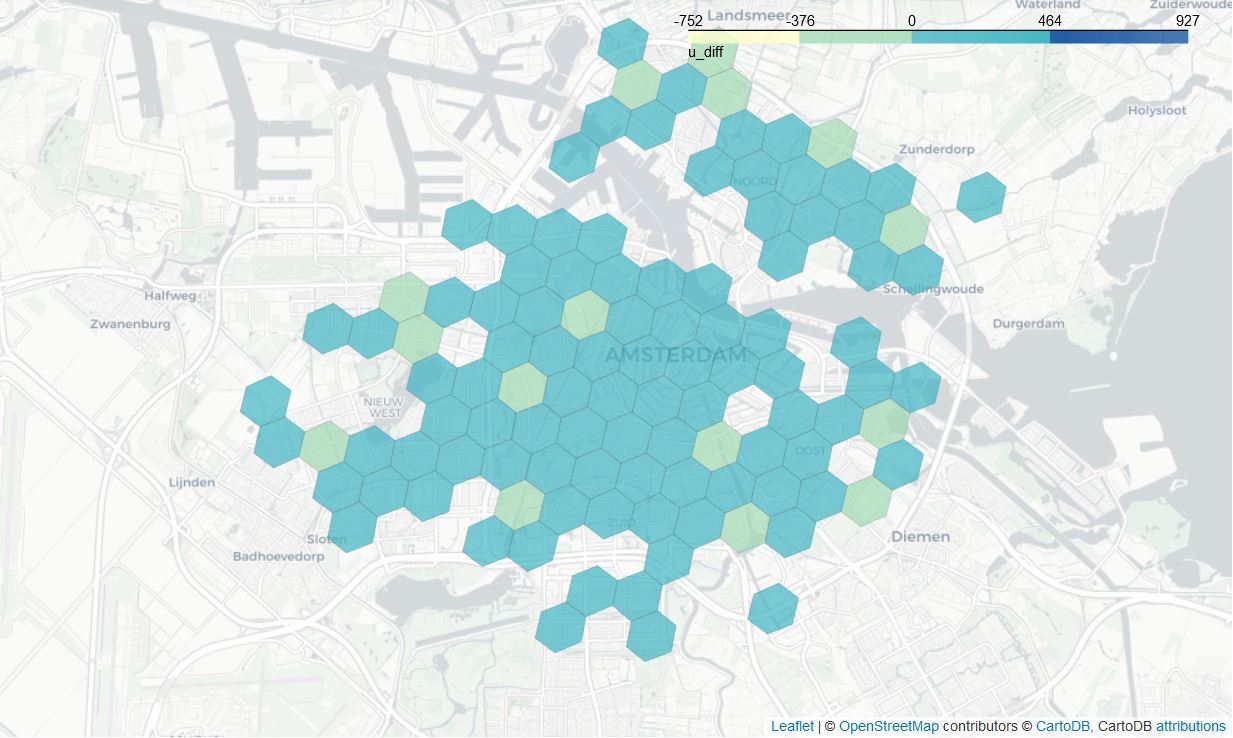 Waterland
Zuiderwoude
Landsmeer
-752 -376 0 464 927
u_diff
Holysloot
Zunderdorp
NOORD
Schellingwoude
Halfweg
Zwanenburg
Durgerdam
AMSTERDAM
NIEUW-
WEST
OOST
Lijnden
ZUID
Sloten
Diemen
Badhoevedorp
Leaflet | © OpenStreetMap contributors © CartoDB, CartoDB attributions